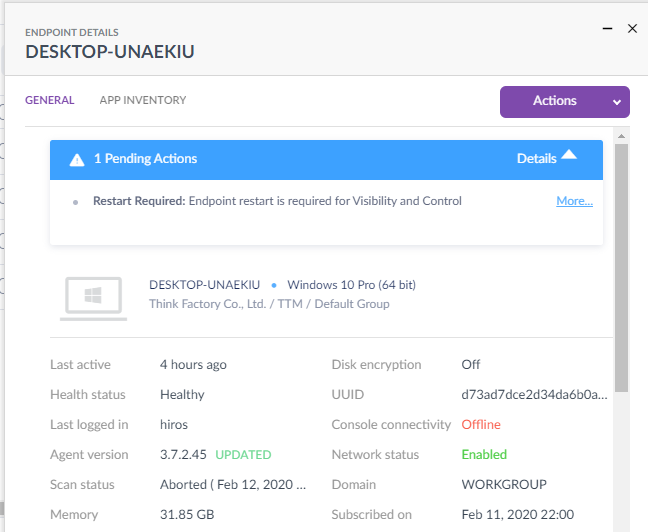 ENDPOINT DETAILS
DESKTOP-UNAEKIU
GENERAL APP INVENTORY Actions
1 Pending Actions Details
Restart Required: Endpoint restart is required for Visibility and Control More...
DESKTOP-UNAEKIU • Windows 10 Pro (64 bit)
Think Factory Co., Ltd. / TTM / Default Group
Last active 4 hours ago Disk encryption Off
Health status Healthy UUID d73ad7dce2d34da6b0a...
Last logged in hiros Console connectivity Offline
Agent version 3.7.2.45 UPDATED Network status Enabled
Scan status Aborted ( Feb 12, 2020 ... Domain WORKGROUP
Memory 31.85 GB Subscribed on Feb 11, 2020 22:00